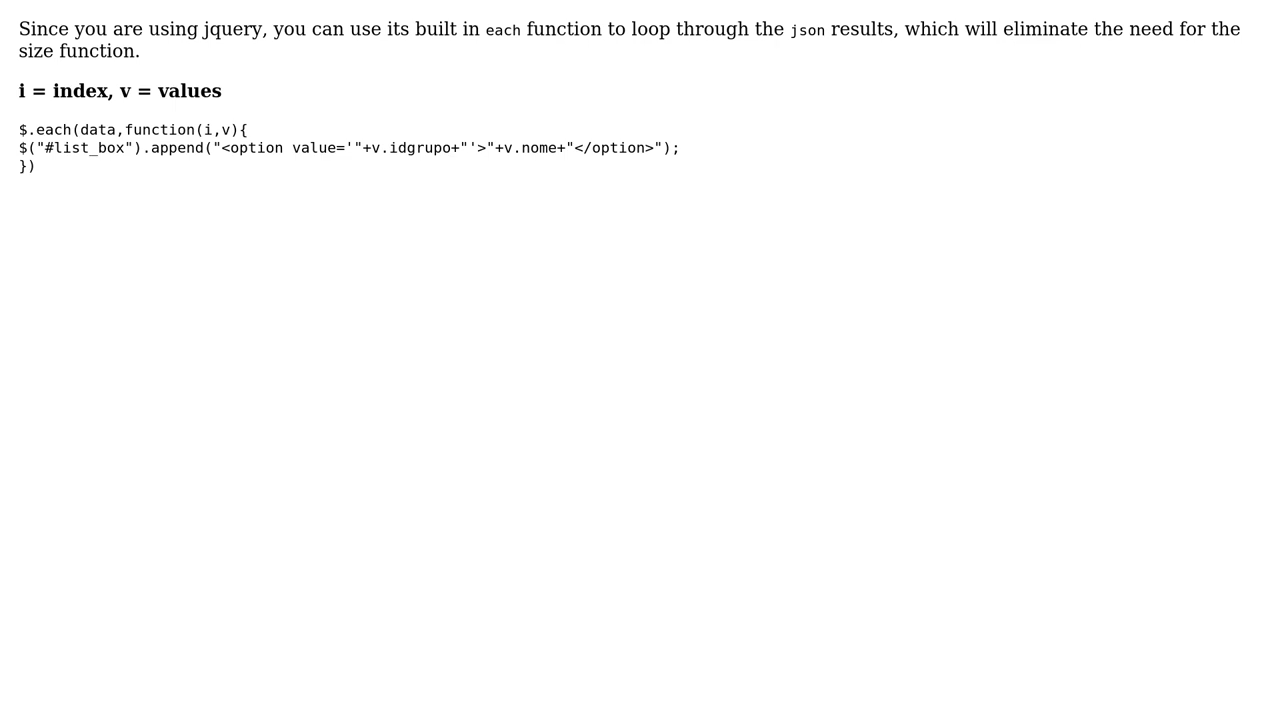 Since you are using jquery, you can use its built in each function to loop through the json results, which will eliminate the need for the
size function.
i = index, v = values
$.each(data,function(i,v){
$("#list_box").append("<option value='"+v.idgrupo+"'>"+v.nome+"</option>");
})